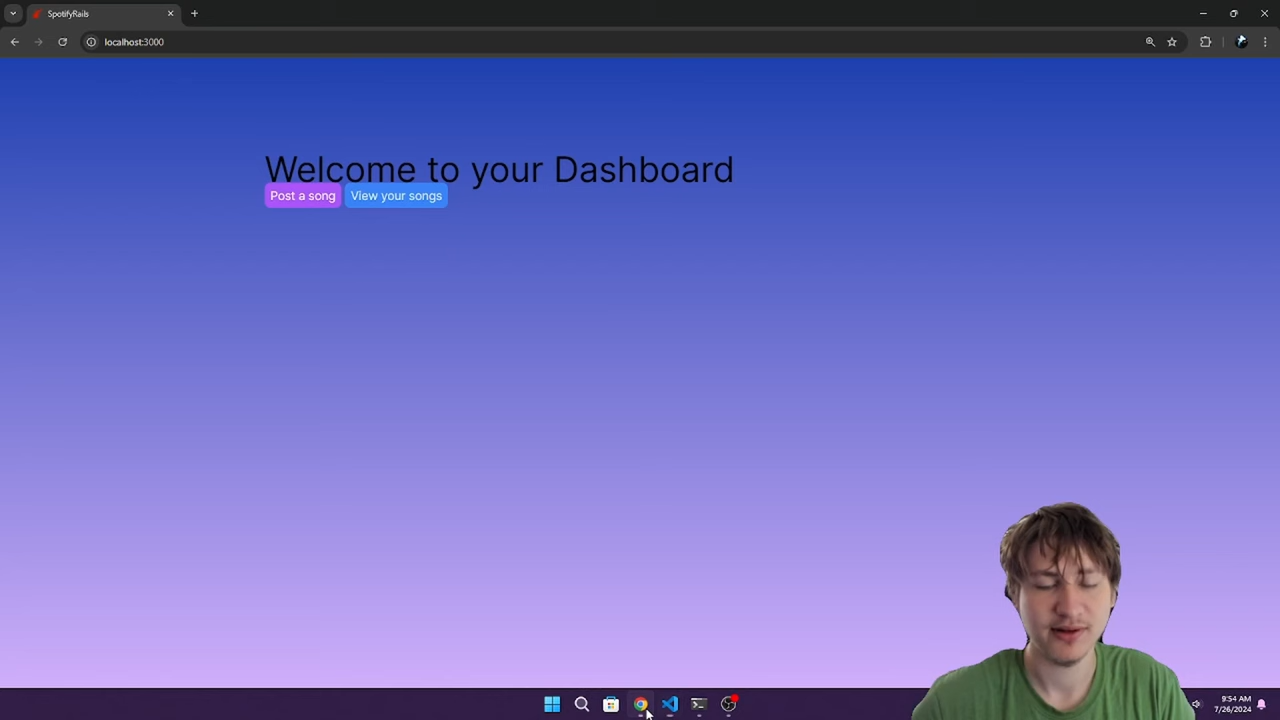 SpotifyRails
localhost:3000
Welcome to your Dashboard
Post a song
View your songs
9:54 AM
7/26/2024